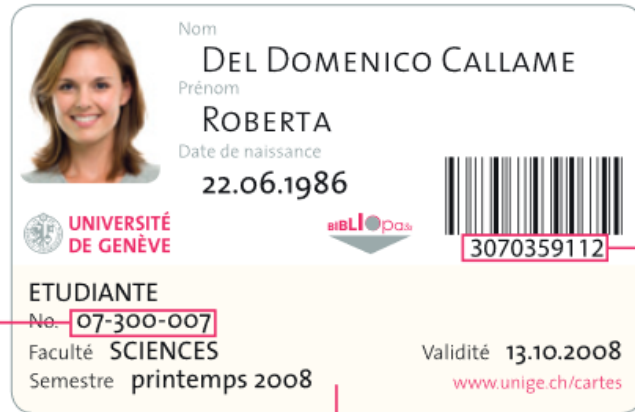 Nom
DEL DOMENICO CALLAME
Prénom
ROBERTA
Date de naissance
22.06.1986
UNIVERSITÉ
DE GENÈVE
BIBLIOpass
3070359112
ETUDIANTE
No. 07-300-007
Faculté SCIENCES
Semestre printemps 2008
Validité 13.10.2008
www.unige.ch/cartes